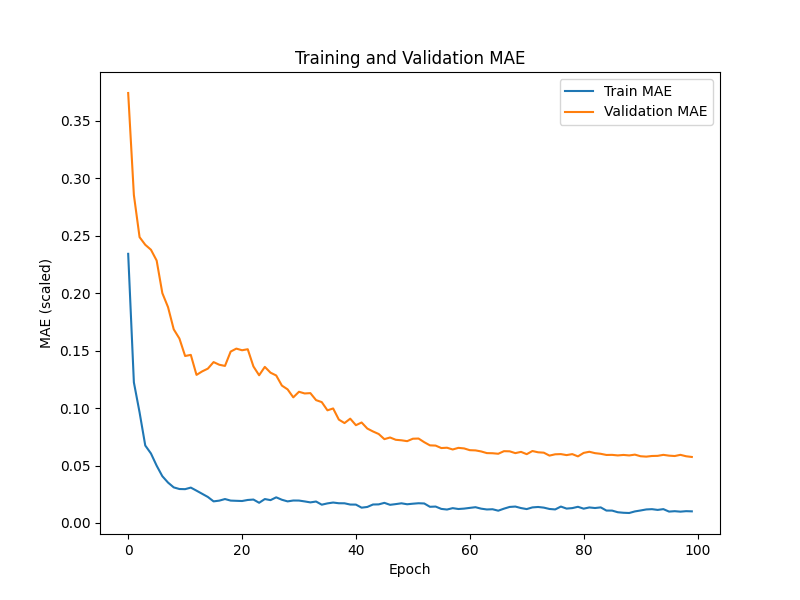 Training and Validation MAE
Train MAE
Validation MAE
MAE (scaled)
0.35
0.30
0.25
0.20
0.15
0.10
0.05
0.00
0 20 40 60 80 100
Epoch